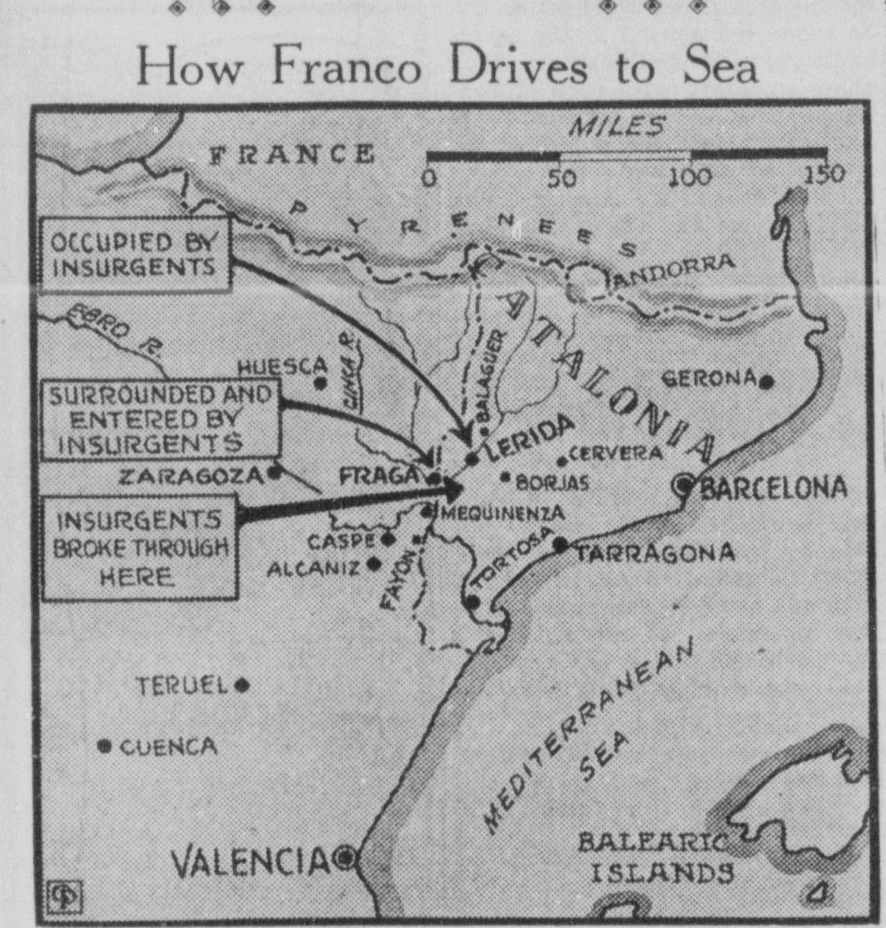 How Franco Drives to Sea
MILES
0 50 100 150
FRANCE
PYRENEES
OCCUPIED BY
INSURGENTS
ANDORRA
CATALONIA
EBRO R.
CINCA R.
BALAGUER
HUESCA
GERONA
SURROUNDED AND
ENTERED BY
INSURGENTS
LERIDA
CERVERA
ZARAGOZA
FRAGA
BORJAS
BARCELONA
INSURGENTS
BROKE THROUGH
HERE
MEQUINENZA
CASPE
TORTOSA
TARRAGONA
ALCANIZ
FAYON
TERUEL
CUENCA
MEDITERRANEAN
SEA
VALENCIA
BALEARIC
ISLANDS
CP